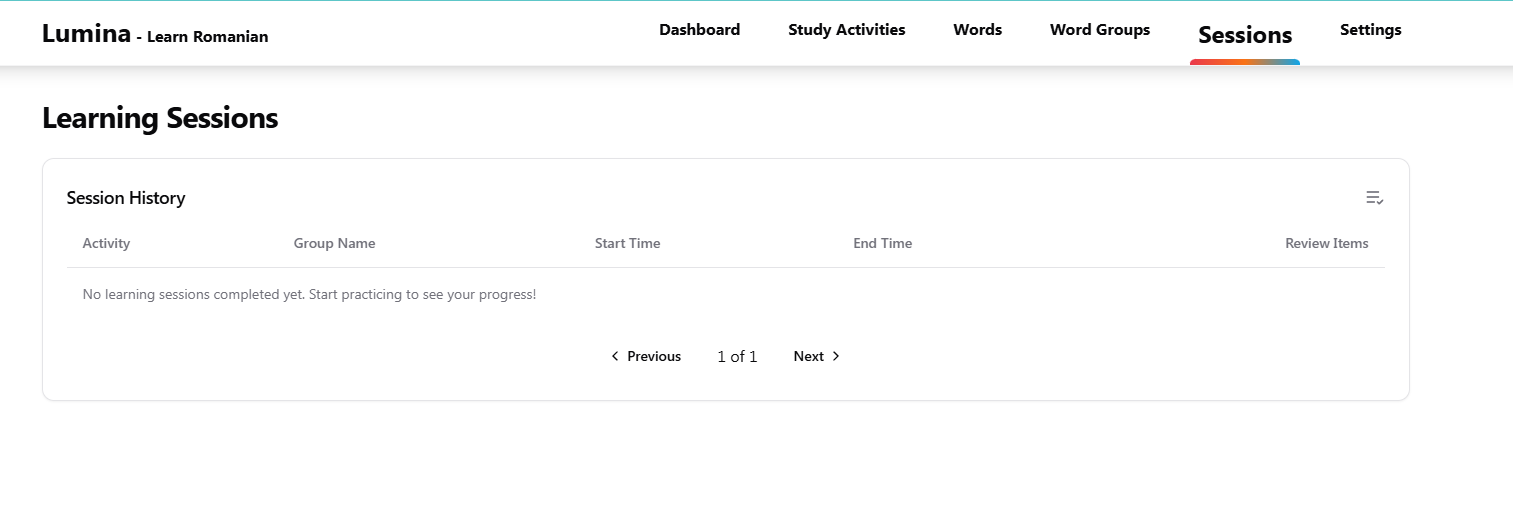 Lumina - Learn Romanian
Dashboard Study Activities Words Word Groups Sessions Settings
Learning Sessions
Session History
Activity Group Name Start Time End Time Review Items
No learning sessions completed yet. Start practicing to see your progress!
Previous 1 of 1 Next